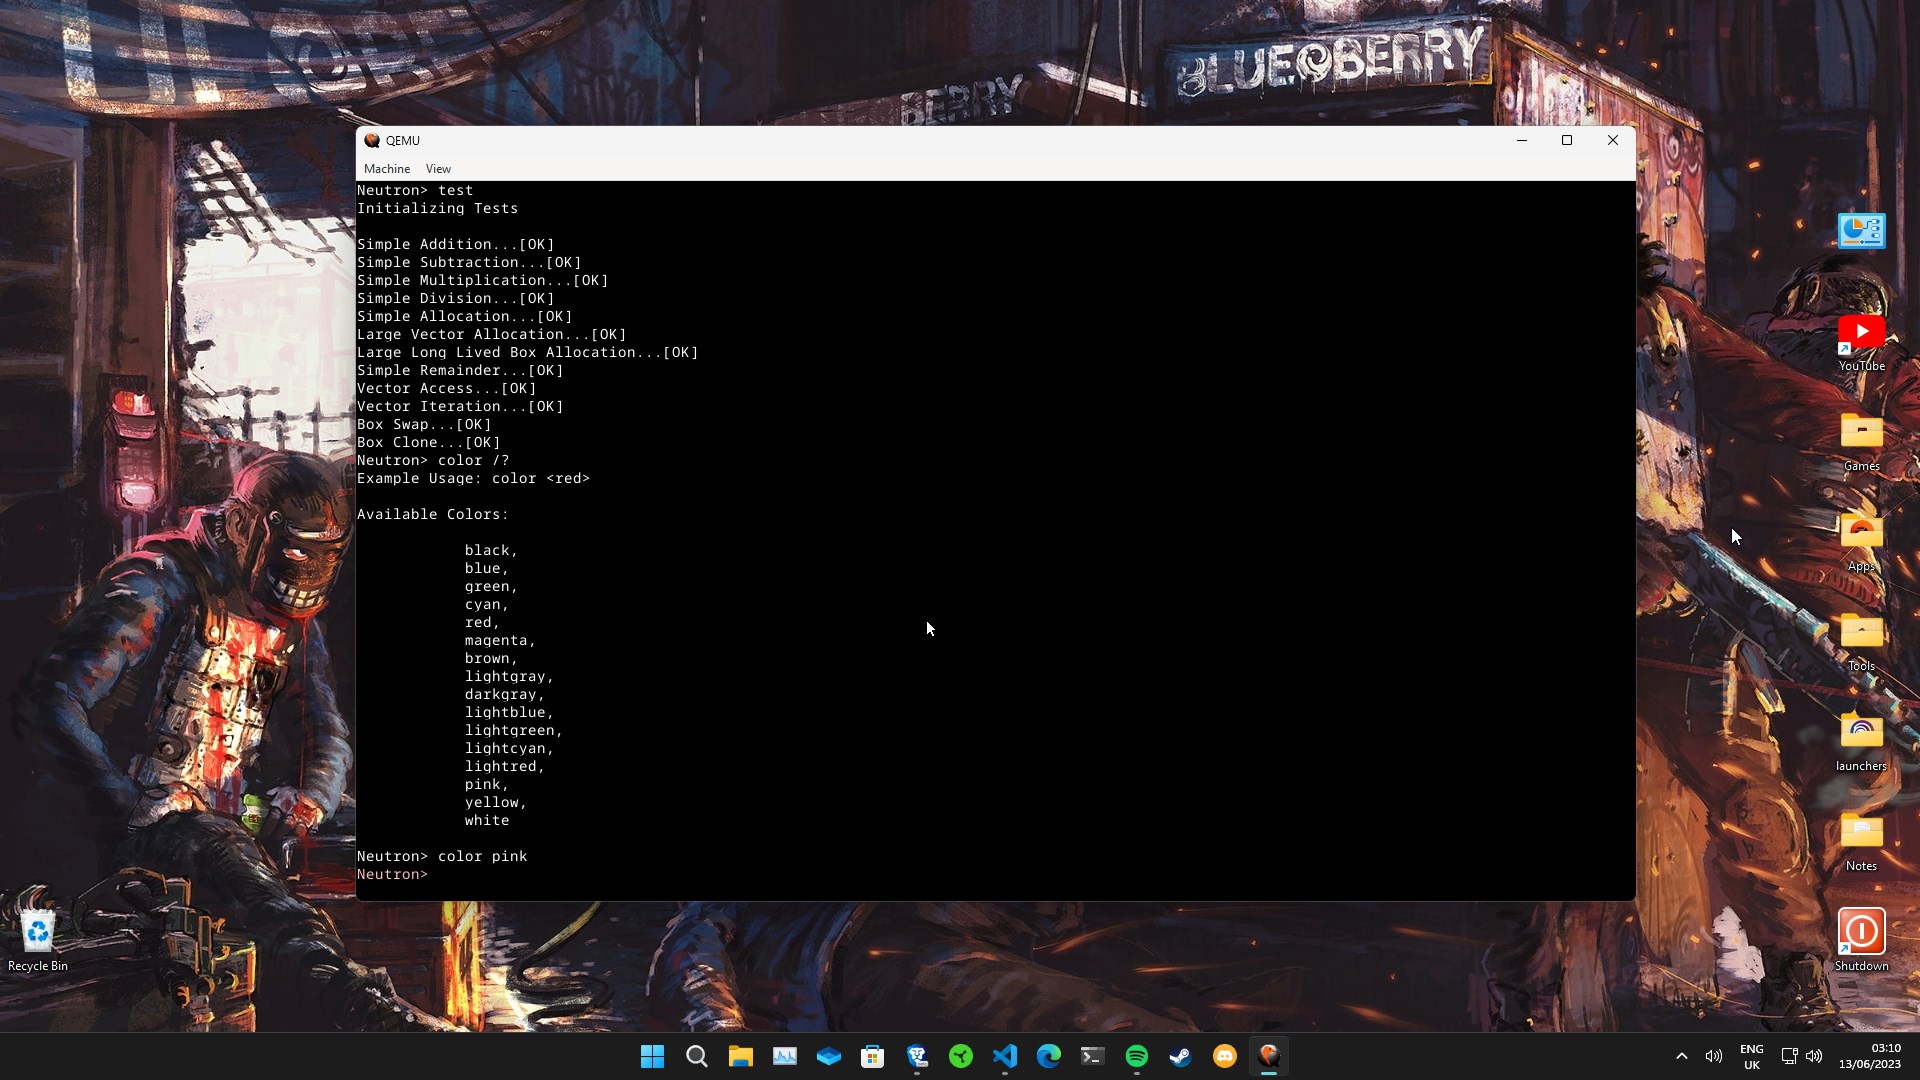 BLUE BERRY
BERRY
QEMU
Machine View
Neutron> test
Initializing Tests
Simple Addition...[OK]
Simple Subtraction...[OK]
Simple Multiplication...[OK]
Simple Division...[OK]
Simple Allocation...[OK]
Large Vector Allocation...[OK]
Large Long Lived Box Allocation...[OK]
Simple Remainder...[OK]
Vector Access...[OK]
Vector Iteration...[OK]
Box Swap...[OK]
Box Clone...[OK]
Neutron> color /?
Example Usage: color <red>
Available Colors:
black,
blue,
green,
cyan,
red,
magenta,
brown,
lightgray,
darkgray,
lightblue,
lightgreen,
lightcyan,
lightred,
pink,
yellow,
white
Neutron> color pink
Neutron>
YouTube
Games
Apps
Tools
launchers
Notes
Shutdown
Recycle Bin
ENG
UK
03:10
13/06/2023